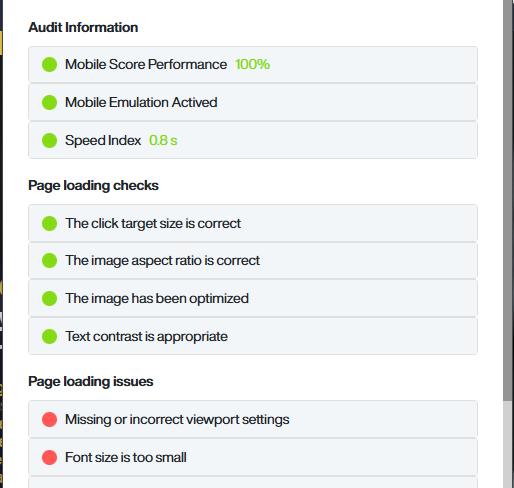 Audit Information
Mobile Score Performance 100%
Mobile Emulation Actived
Speed Index 0.8 s
Page loading checks
The click target size is correct
The image aspect ratio is correct
The image has been optimized
Text contrast is appropriate
Page loading issues
Missing or incorrect viewport settings
Font size is too small